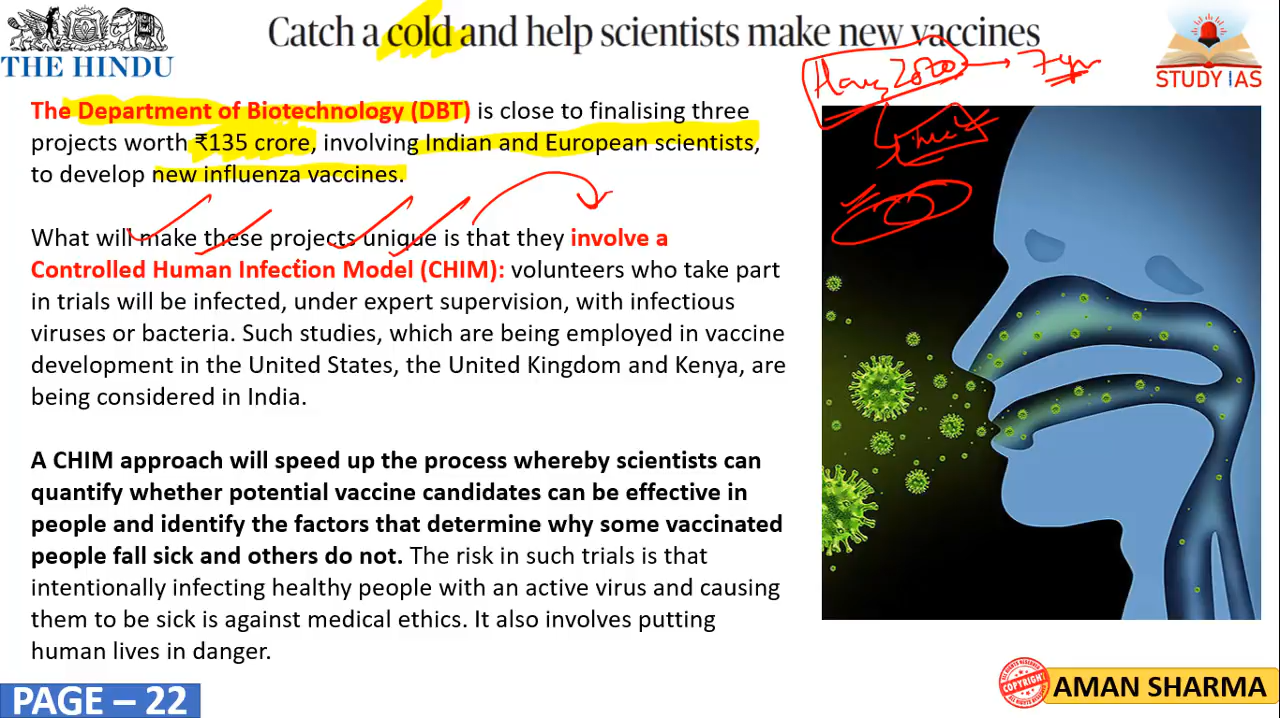 THE HINDU
Catch a cold and help scientists make new vaccines
STUDY IAS
The Department of Biotechnology (DBT) is close to finalising three
projects worth ₹135 crore, involving Indian and European scientists,
to develop new influenza vaccines.
What will make these projects unique is that they involve a
Controlled Human Infection Model (CHIM): volunteers who take part
in trials will be infected, under expert supervision, with infectious
viruses or bacteria. Such studies, which are being employed in vaccine
development in the United States, the United Kingdom and Kenya, are
being considered in India.
A CHIM approach will speed up the process whereby scientists can
quantify whether potential vaccine candidates can be effective in
people and identify the factors that determine why some vaccinated
people fall sick and others do not. The risk in such trials is that
intentionally infecting healthy people with an active virus and causing
them to be sick is against medical ethics. It also involves putting
human lives in danger.
PAGE – 22
COPYRIGHT
AMAN SHARMA